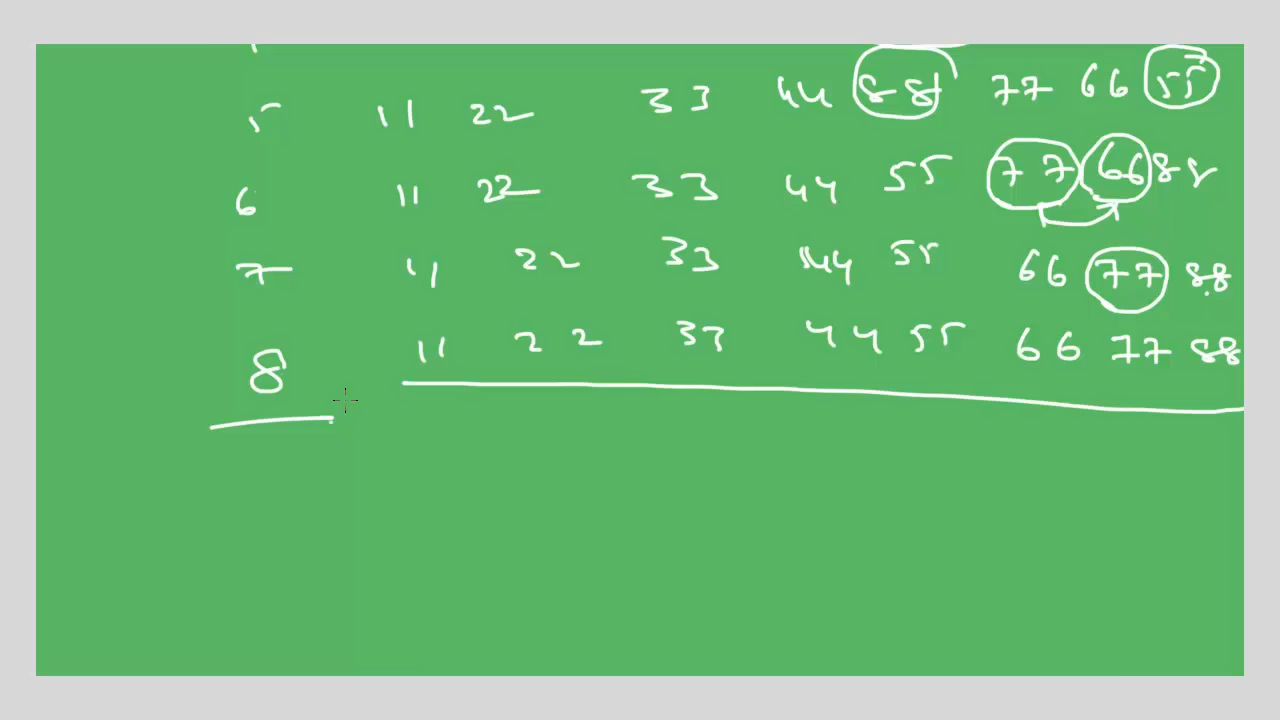 5 11 22 33 44 88 77 66 55
6 11 22 33 44 55 77 66 88
7 11 22 33 44 55 66 77 88
8 11 22 33 44 55 66 77 88